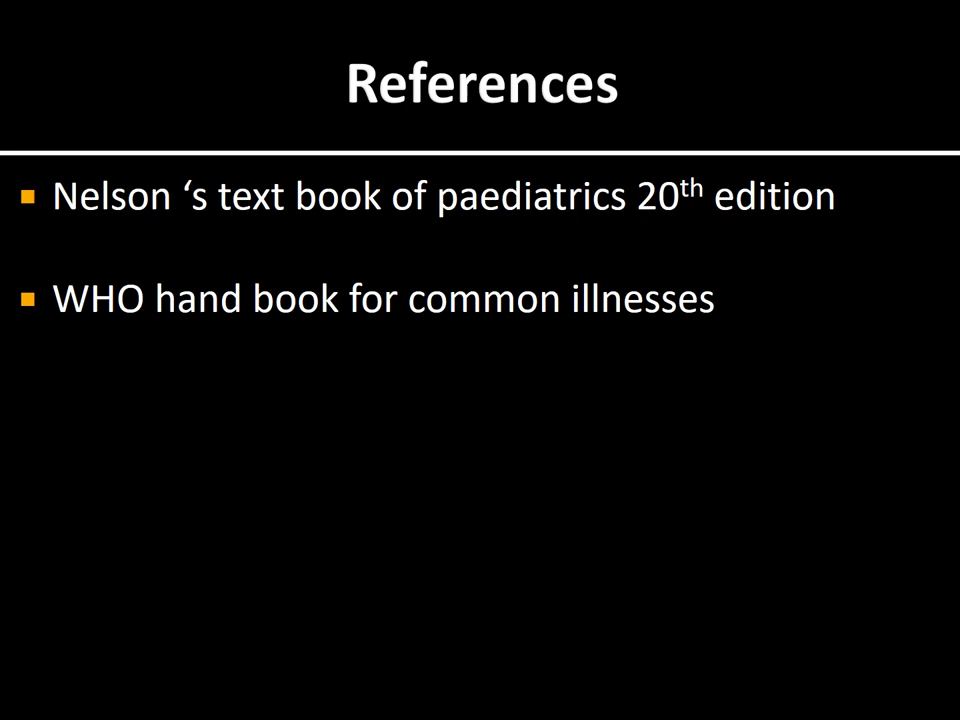 References
▪ Nelson ‘s text book of paediatrics 20th edition
▪ WHO hand book for common illnesses